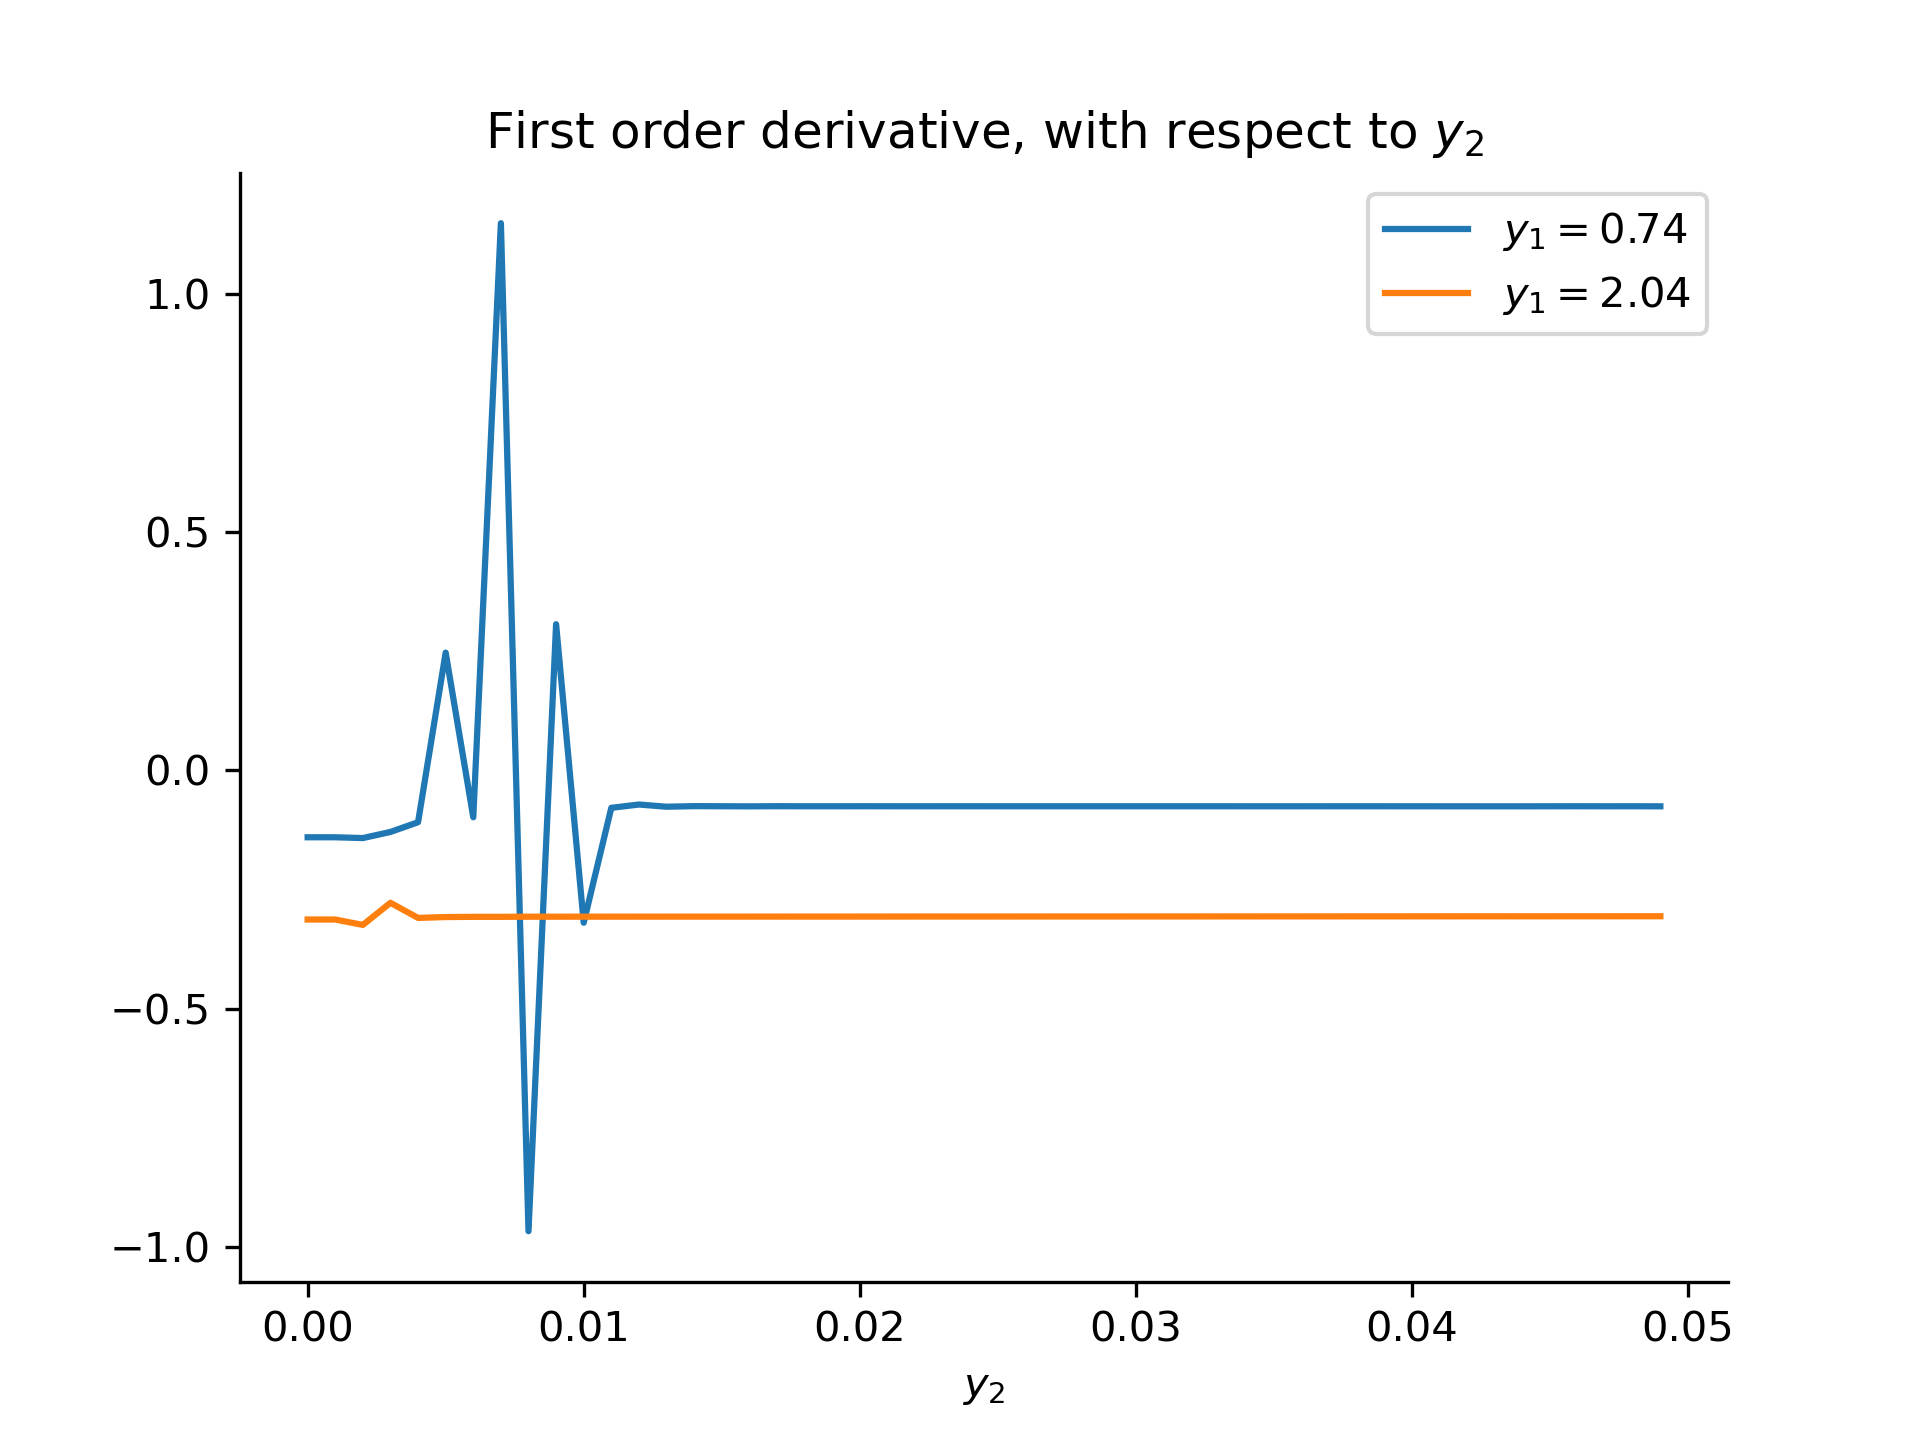 First order derivative, with respect to y₂
y₁ = 0.74
y₁ = 2.04
1.0
0.5
0.0
−0.5
−1.0
0.00 0.01 0.02 0.03 0.04 0.05
y₂